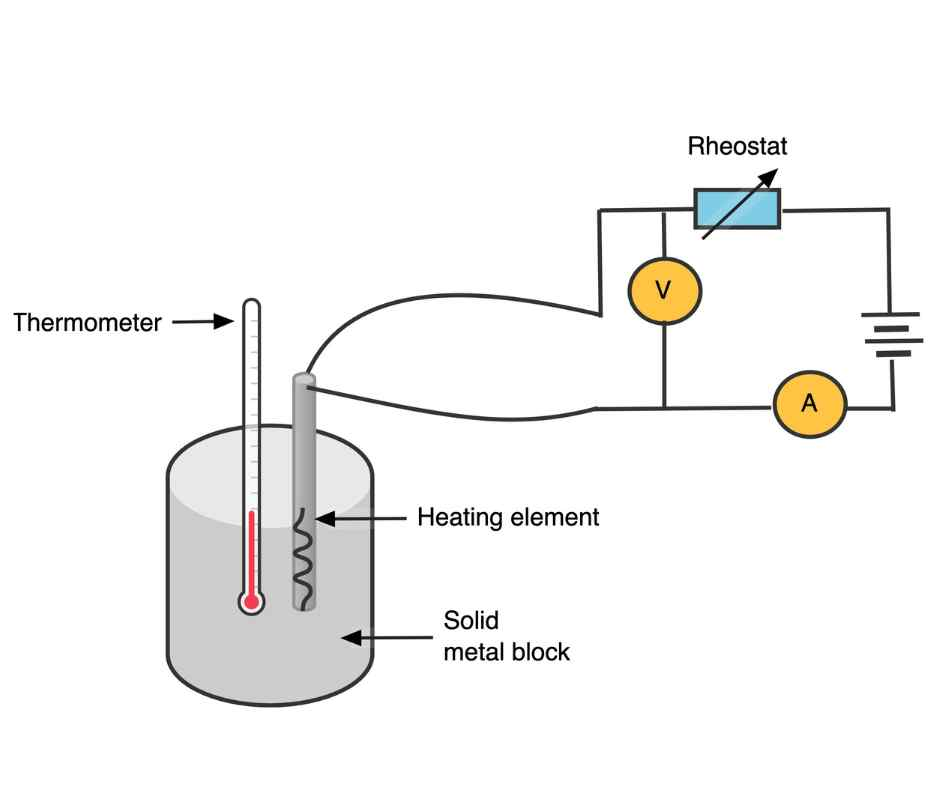 Rheostat
V
Thermometer
A
Heating element
Solid
metal block